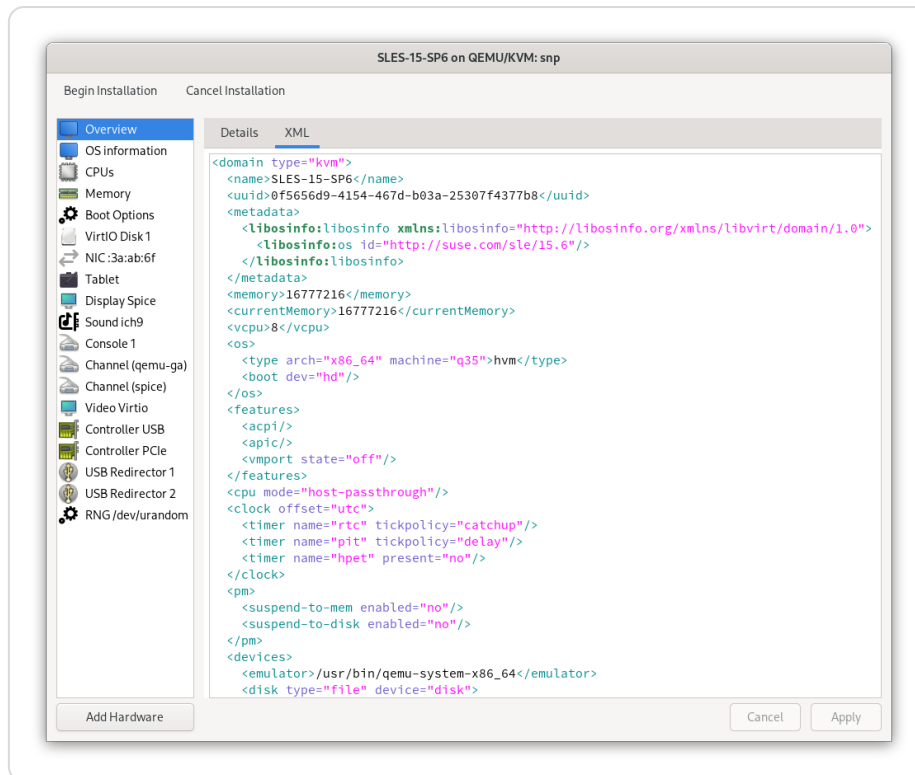 SLES-15-SP6 on QEMU/KVM: snp
Begin Installation
Cancel Installation
Overview
OS information
CPUs
Memory
Boot Options
VirtIO Disk 1
NIC :3a:ab:6f
Tablet
Display Spice
Sound ich9
Console 1
Channel (qemu-ga)
Channel (spice)
Video Virtio
Controller USB
Controller PCIe
USB Redirector 1
USB Redirector 2
RNG /dev/urandom
Add Hardware
Details
XML
<domain type="kvm">
  <name>SLES-15-SP6</name>
  <uuid>0f5656d9-4154-467d-b03a-25307f4377b8</uuid>
  <metadata>
    <libosinfo:libosinfo xmlns:libosinfo="http://libosinfo.org/xmlns/libvirt/domain/1.0">
      <libosinfo:os id="http://suse.com/sle/15.6"/>
    </libosinfo:libosinfo>
  </metadata>
  <memory>16777216</memory>
  <currentMemory>16777216</currentMemory>
  <vcpu>8</vcpu>
  <os>
    <type arch="x86_64" machine="q35">hvm</type>
    <boot dev="hd"/>
  </os>
  <features>
    <acpi/>
    <apic/>
    <vmport state="off"/>
  </features>
  <cpu mode="host-passthrough"/>
  <clock offset="utc">
    <timer name="rtc" tickpolicy="catchup"/>
    <timer name="pit" tickpolicy="delay"/>
    <timer name="hpet" present="no"/>
  </clock>
  <pm>
    <suspend-to-mem enabled="no"/>
    <suspend-to-disk enabled="no"/>
  </pm>
  <devices>
    <emulator>/usr/bin/qemu-system-x86_64</emulator>
    <disk type="file" device="disk">
Cancel
Apply